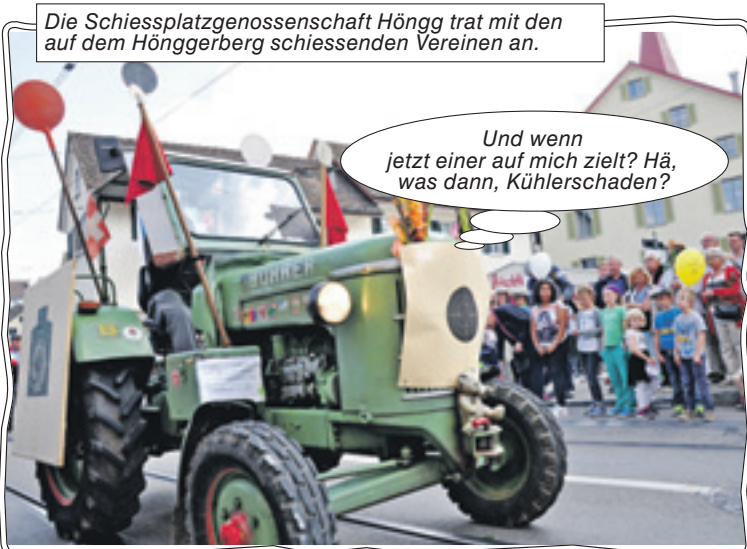 Die Schiessplatzgenossenschaft Höngg trat mit den
auf dem Hönggerberg schiessenden Vereinen an.
Und wenn
jetzt einer auf mich zielt? Hä,
was dann, Kühlerschaden?
BÜHRER